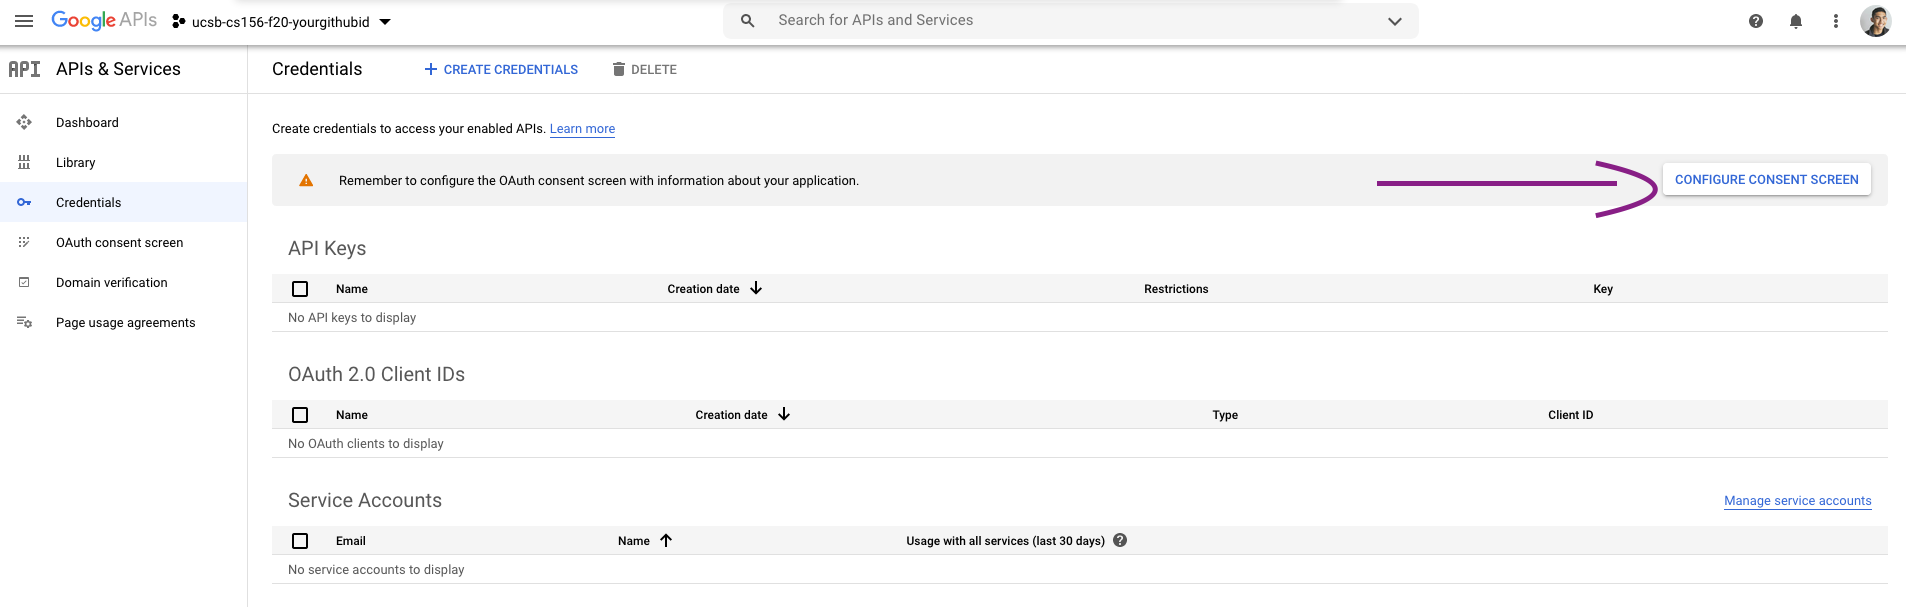 Google APIs ucsb-cs156-f20-yourgithubid Search for APIs and Services
API APIs & Services Credentials CREATE CREDENTIALS DELETE
Dashboard
Library
Credentials
OAuth consent screen
Domain verification
Page usage agreements
Create credentials to access your enabled APIs. Learn more
Remember to configure the OAuth consent screen with information about your application. CONFIGURE CONSENT SCREEN
API Keys
Name Creation date Restrictions Key
No API keys to display
OAuth 2.0 Client IDs
Name Creation date Type Client ID
No OAuth clients to display
Service Accounts Manage service accounts
Email Name Usage with all services (last 30 days)
No service accounts to display